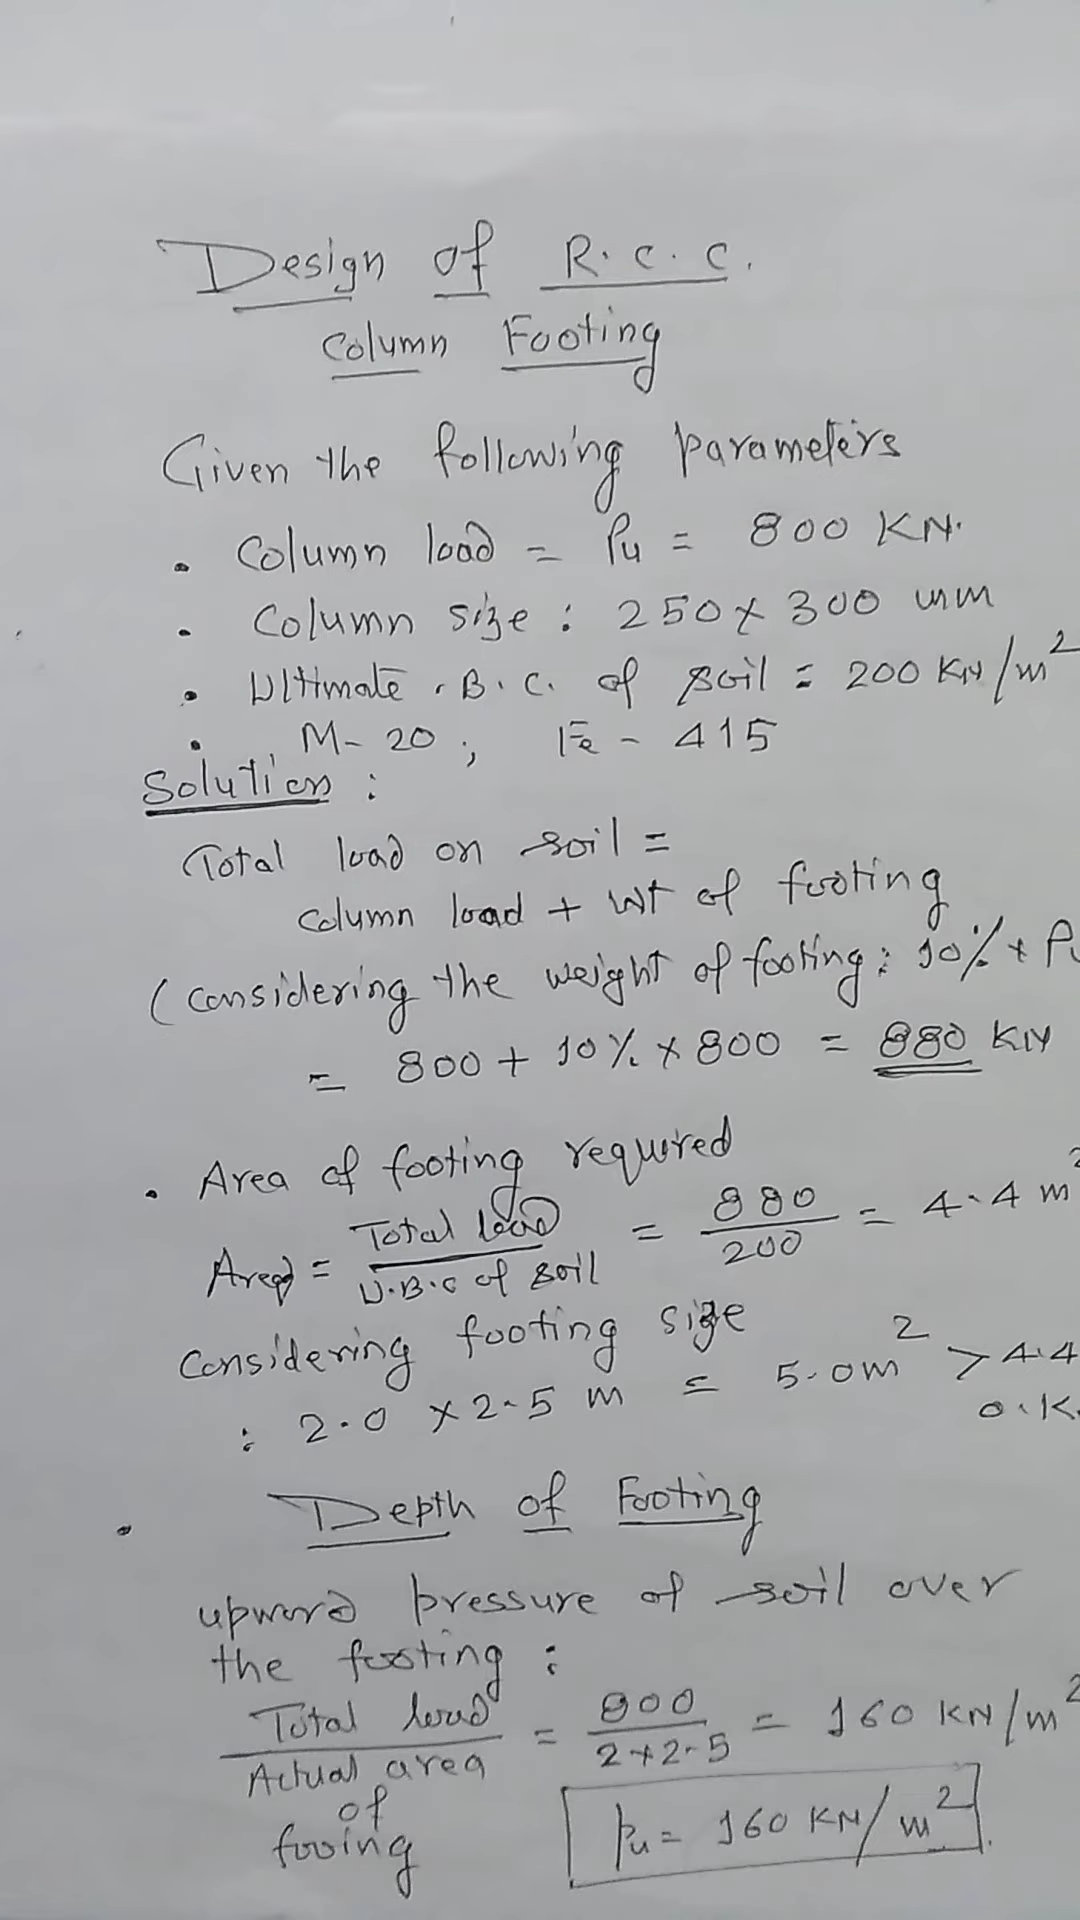 Design of R.C.C.
Column Footing
Given the following parameters
• Column load = Pu = 800 KN.
• Column size : 250 x 300 mm
• Ultimate . B.C. of soil = 200 KN/m²
• M-20 ; Fe - 415
Solution :
Total load on soil =
Column load + Wt of footing
(Considering the weight of footing : 10% x Pu
= 800 + 10% x 800 = 880 KN
• Area of footing required
Areqd = Total load / U.B.C of soil = 880 / 200 = 4.4 m²
Considering footing size
: 2.0 x 2.5 m = 5.0 m² > 4.4
O.K.
• Depth of Footing
upward pressure of soil over
the footing :
Total load / Actual area of fooing = 800 / 2 x 2.5 = 160 KN/m²
Pu = 160 KN/m².